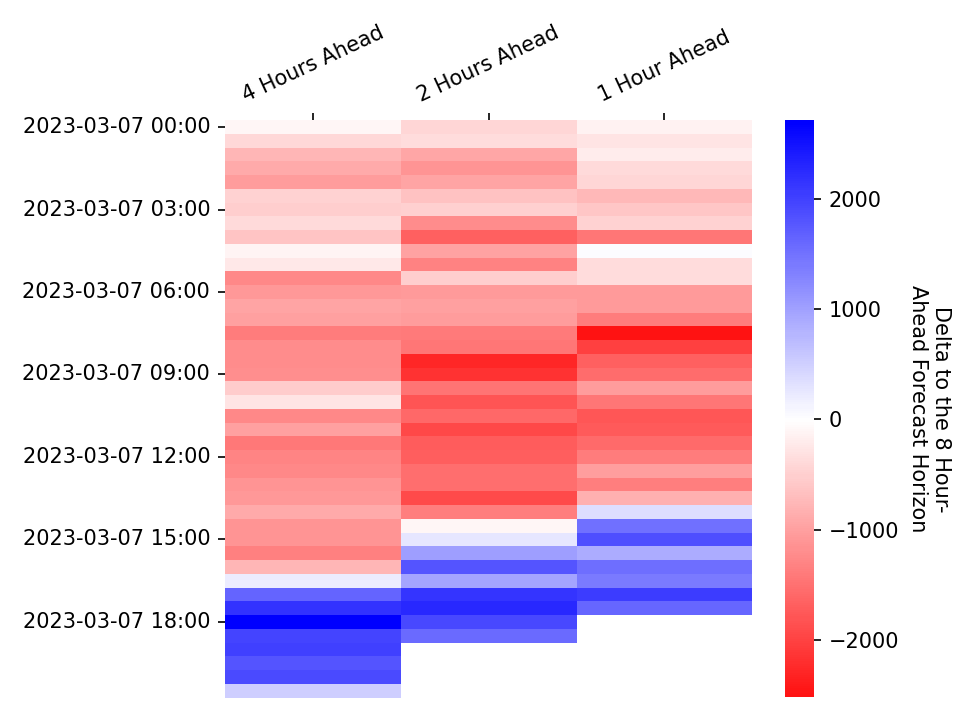 4 Hours Ahead
2 Hours Ahead
1 Hour Ahead
2023-03-07 00:00
2023-03-07 03:00
2023-03-07 06:00
2023-03-07 09:00
2023-03-07 12:00
2023-03-07 15:00
2023-03-07 18:00
2000
1000
0
−1000
−2000
Delta to the 8 Hour-
Ahead Forecast Horizon